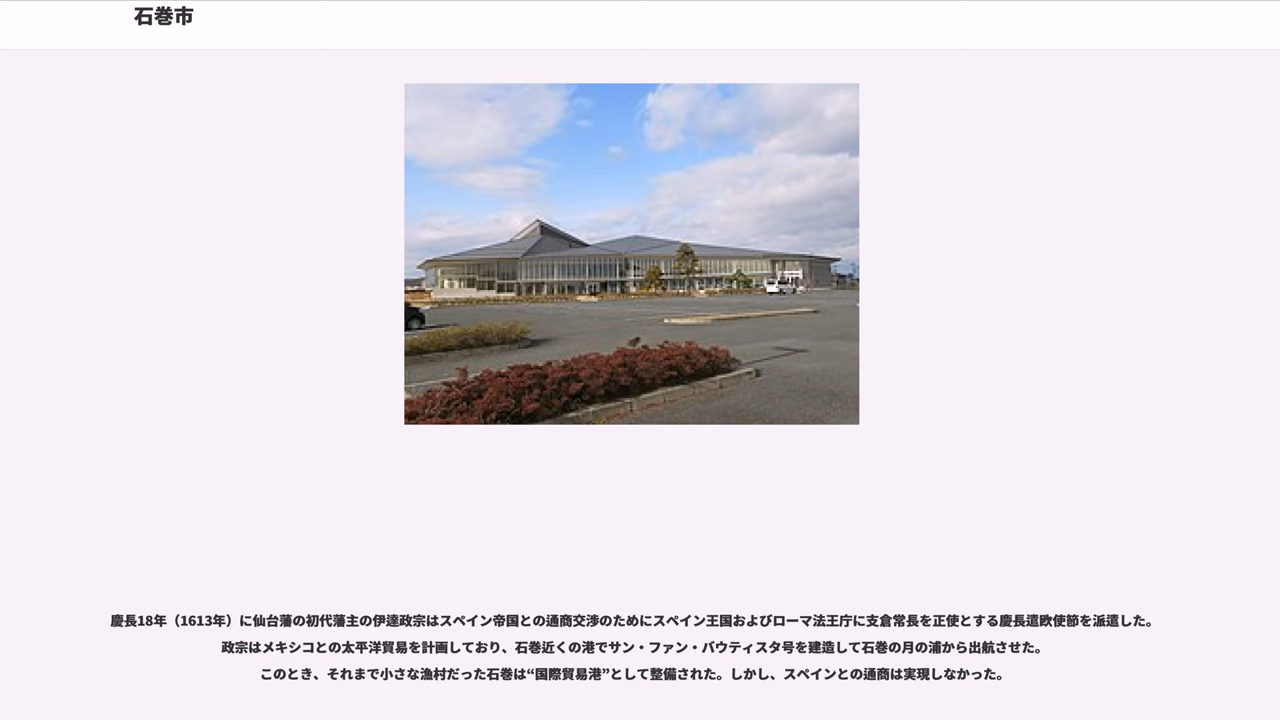 石巻市
慶長18年（1613年）に仙台藩の初代藩主の伊達政宗はスペイン帝国との通商交渉のためにスペイン王国およびローマ法王庁に支倉常長を正使とする慶長遣欧使節を派遣した。
政宗はメキシコとの太平洋貿易を計画しており、石巻近くの港でサン・ファン・バウティスタ号を建造して石巻の月の浦から出航させた。
このとき、それまで小さな漁村だった石巻は“国際貿易港”として整備された。しかし、スペインとの通商は実現しなかった。